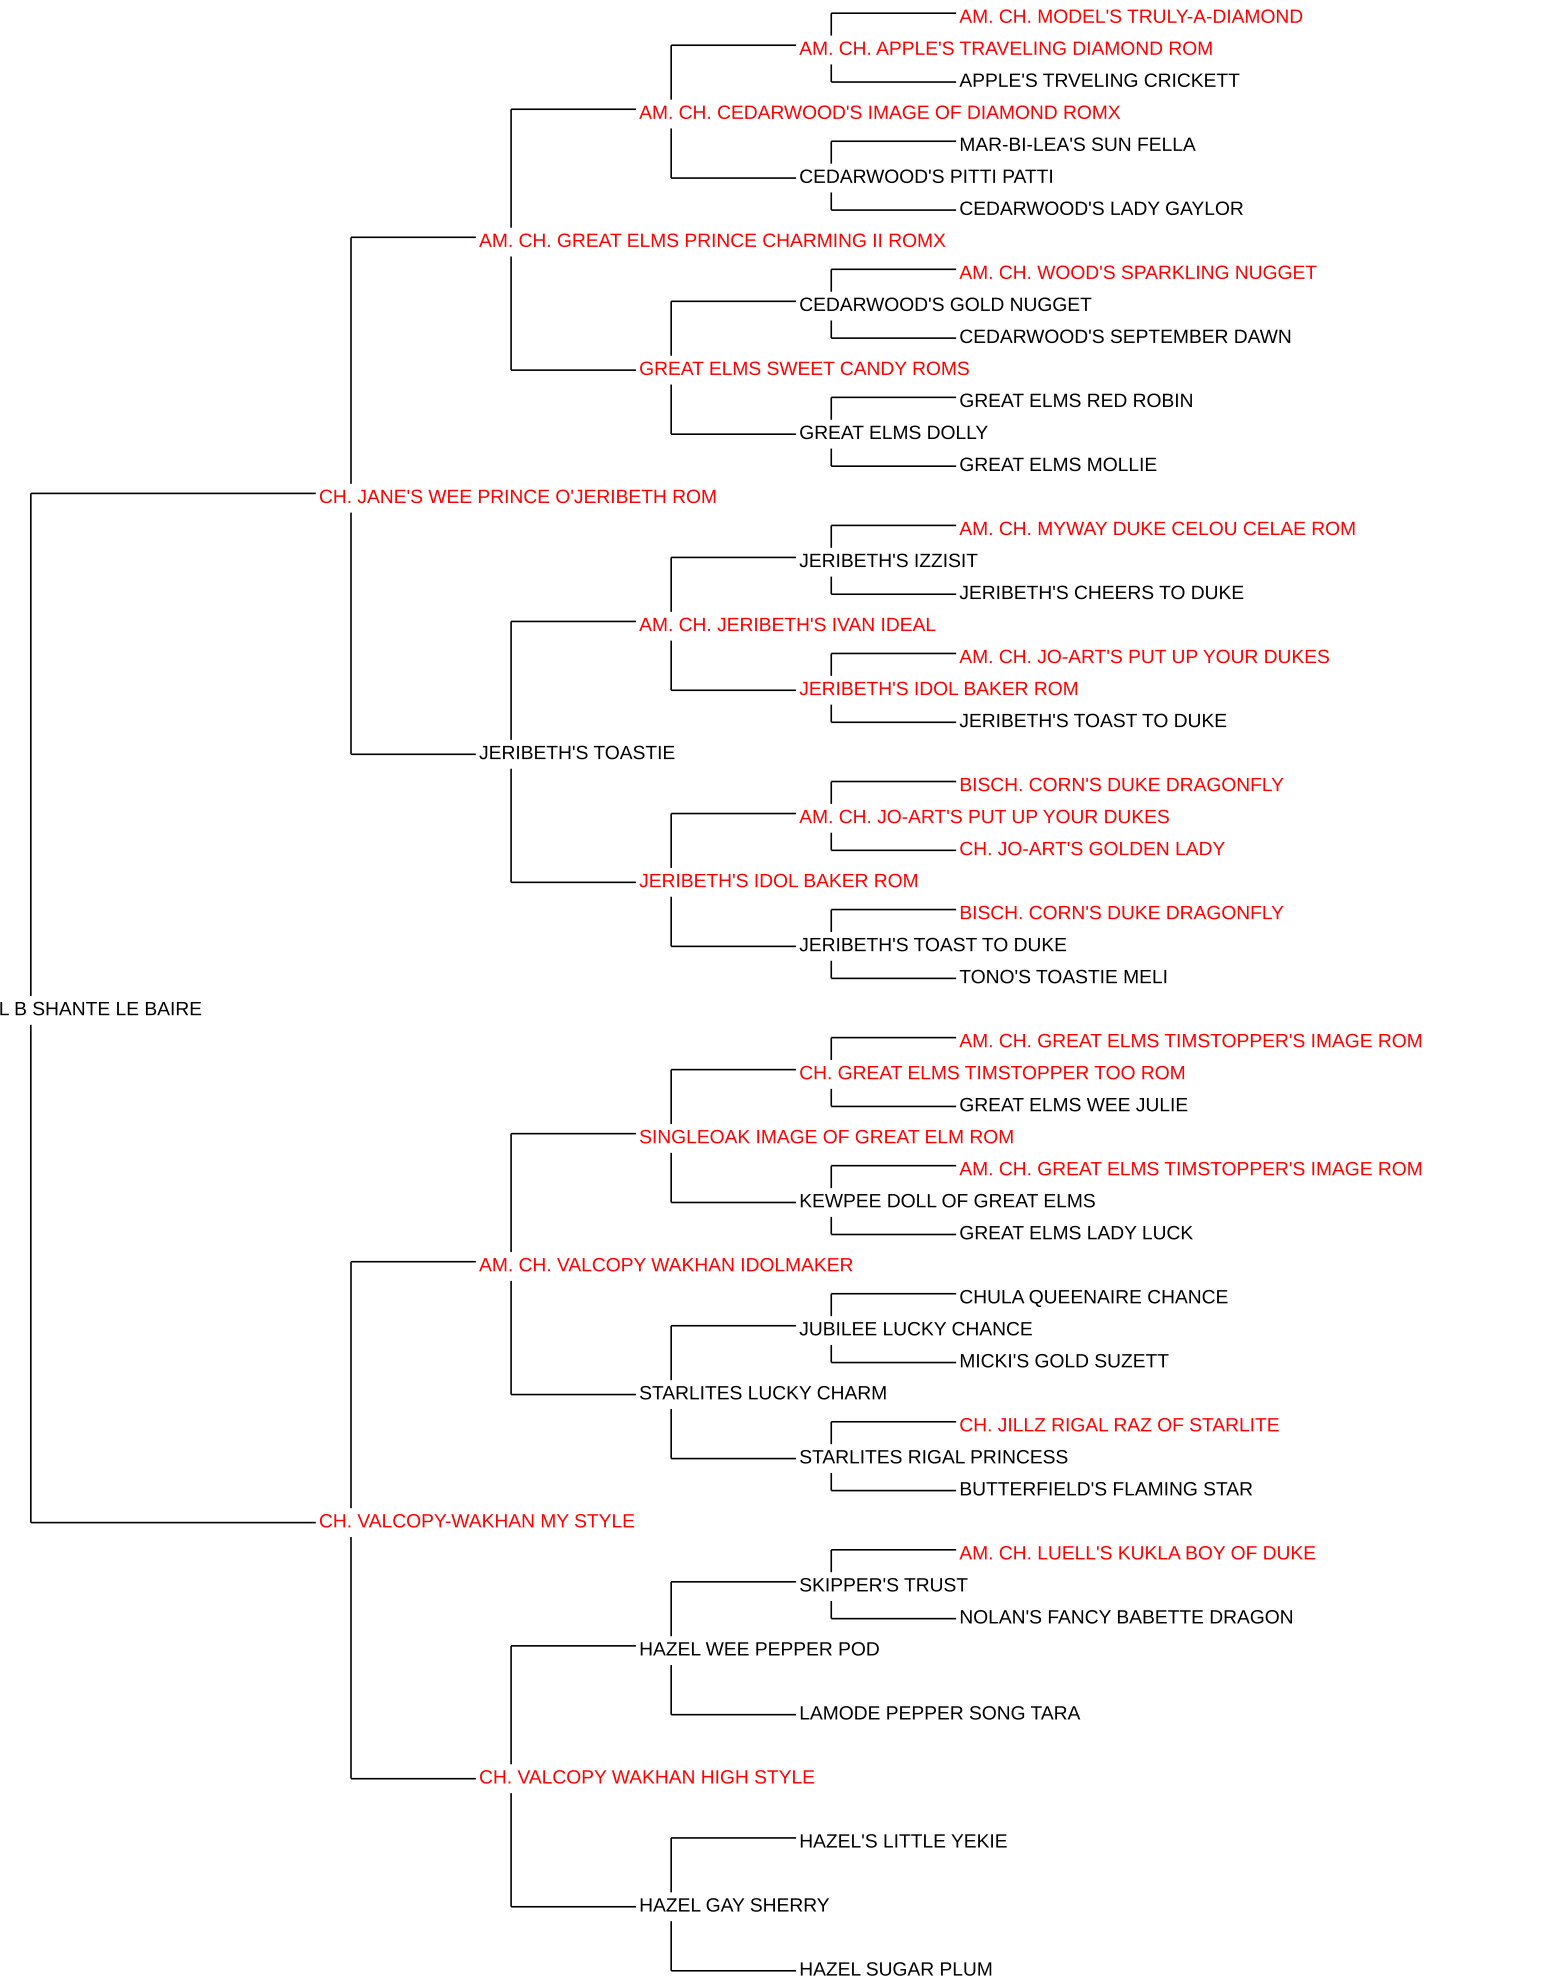 AM. CH. MODEL'S TRULY-A-DIAMOND
AM. CH. APPLE'S TRAVELING DIAMOND ROM
APPLE'S TRVELING CRICKETT
AM. CH. CEDARWOOD'S IMAGE OF DIAMOND ROMX
MAR-BI-LEA'S SUN FELLA
CEDARWOOD'S PITTI PATTI
CEDARWOOD'S LADY GAYLOR
AM. CH. GREAT ELMS PRINCE CHARMING II ROMX
AM. CH. WOOD'S SPARKLING NUGGET
CEDARWOOD'S GOLD NUGGET
CEDARWOOD'S SEPTEMBER DAWN
GREAT ELMS SWEET CANDY ROMS
GREAT ELMS RED ROBIN
GREAT ELMS DOLLY
GREAT ELMS MOLLIE
CH. JANE'S WEE PRINCE O'JERIBETH ROM
AM. CH. MYWAY DUKE CELOU CELAE ROM
JERIBETH'S IZZISIT
JERIBETH'S CHEERS TO DUKE
AM. CH. JERIBETH'S IVAN IDEAL
AM. CH. JO-ART'S PUT UP YOUR DUKES
JERIBETH'S IDOL BAKER ROM
JERIBETH'S TOAST TO DUKE
JERIBETH'S TOASTIE
BISCH. CORN'S DUKE DRAGONFLY
AM. CH. JO-ART'S PUT UP YOUR DUKES
CH. JO-ART'S GOLDEN LADY
JERIBETH'S IDOL BAKER ROM
BISCH. CORN'S DUKE DRAGONFLY
JERIBETH'S TOAST TO DUKE
TONO'S TOASTIE MELI
L B SHANTE LE BAIRE
AM. CH. GREAT ELMS TIMSTOPPER'S IMAGE ROM
CH. GREAT ELMS TIMSTOPPER TOO ROM
GREAT ELMS WEE JULIE
SINGLEOAK IMAGE OF GREAT ELM ROM
AM. CH. GREAT ELMS TIMSTOPPER'S IMAGE ROM
KEWPEE DOLL OF GREAT ELMS
GREAT ELMS LADY LUCK
AM. CH. VALCOPY WAKHAN IDOLMAKER
CHULA QUEENAIRE CHANCE
JUBILEE LUCKY CHANCE
MICKI'S GOLD SUZETT
STARLITES LUCKY CHARM
CH. JILLZ RIGAL RAZ OF STARLITE
STARLITES RIGAL PRINCESS
BUTTERFIELD'S FLAMING STAR
CH. VALCOPY-WAKHAN MY STYLE
AM. CH. LUELL'S KUKLA BOY OF DUKE
SKIPPER'S TRUST
NOLAN'S FANCY BABETTE DRAGON
HAZEL WEE PEPPER POD
LAMODE PEPPER SONG TARA
CH. VALCOPY WAKHAN HIGH STYLE
HAZEL'S LITTLE YEKIE
HAZEL GAY SHERRY
HAZEL SUGAR PLUM